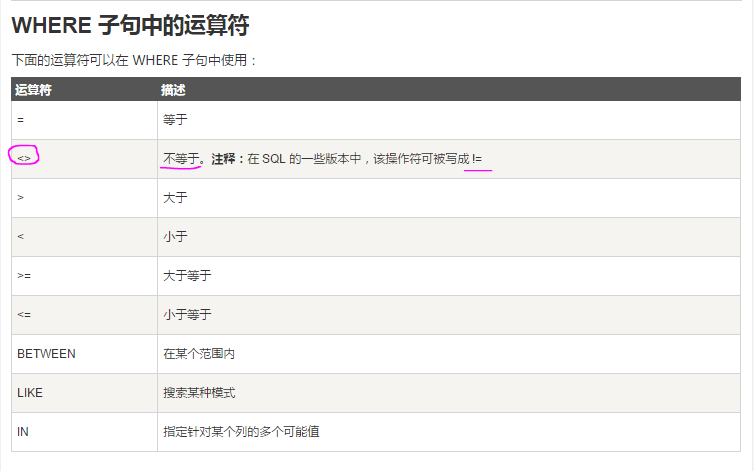 WHERE 子句中的运算符
下面的运算符可以在 WHERE 子句中使用：
运算符 描述
= 等于
<> 不等于。注释：在 SQL 的一些版本中，该操作符可被写成 !=
> 大于
< 小于
>= 大于等于
<= 小于等于
BETWEEN 在某个范围内
LIKE 搜索某种模式
IN 指定针对某个列的多个可能值